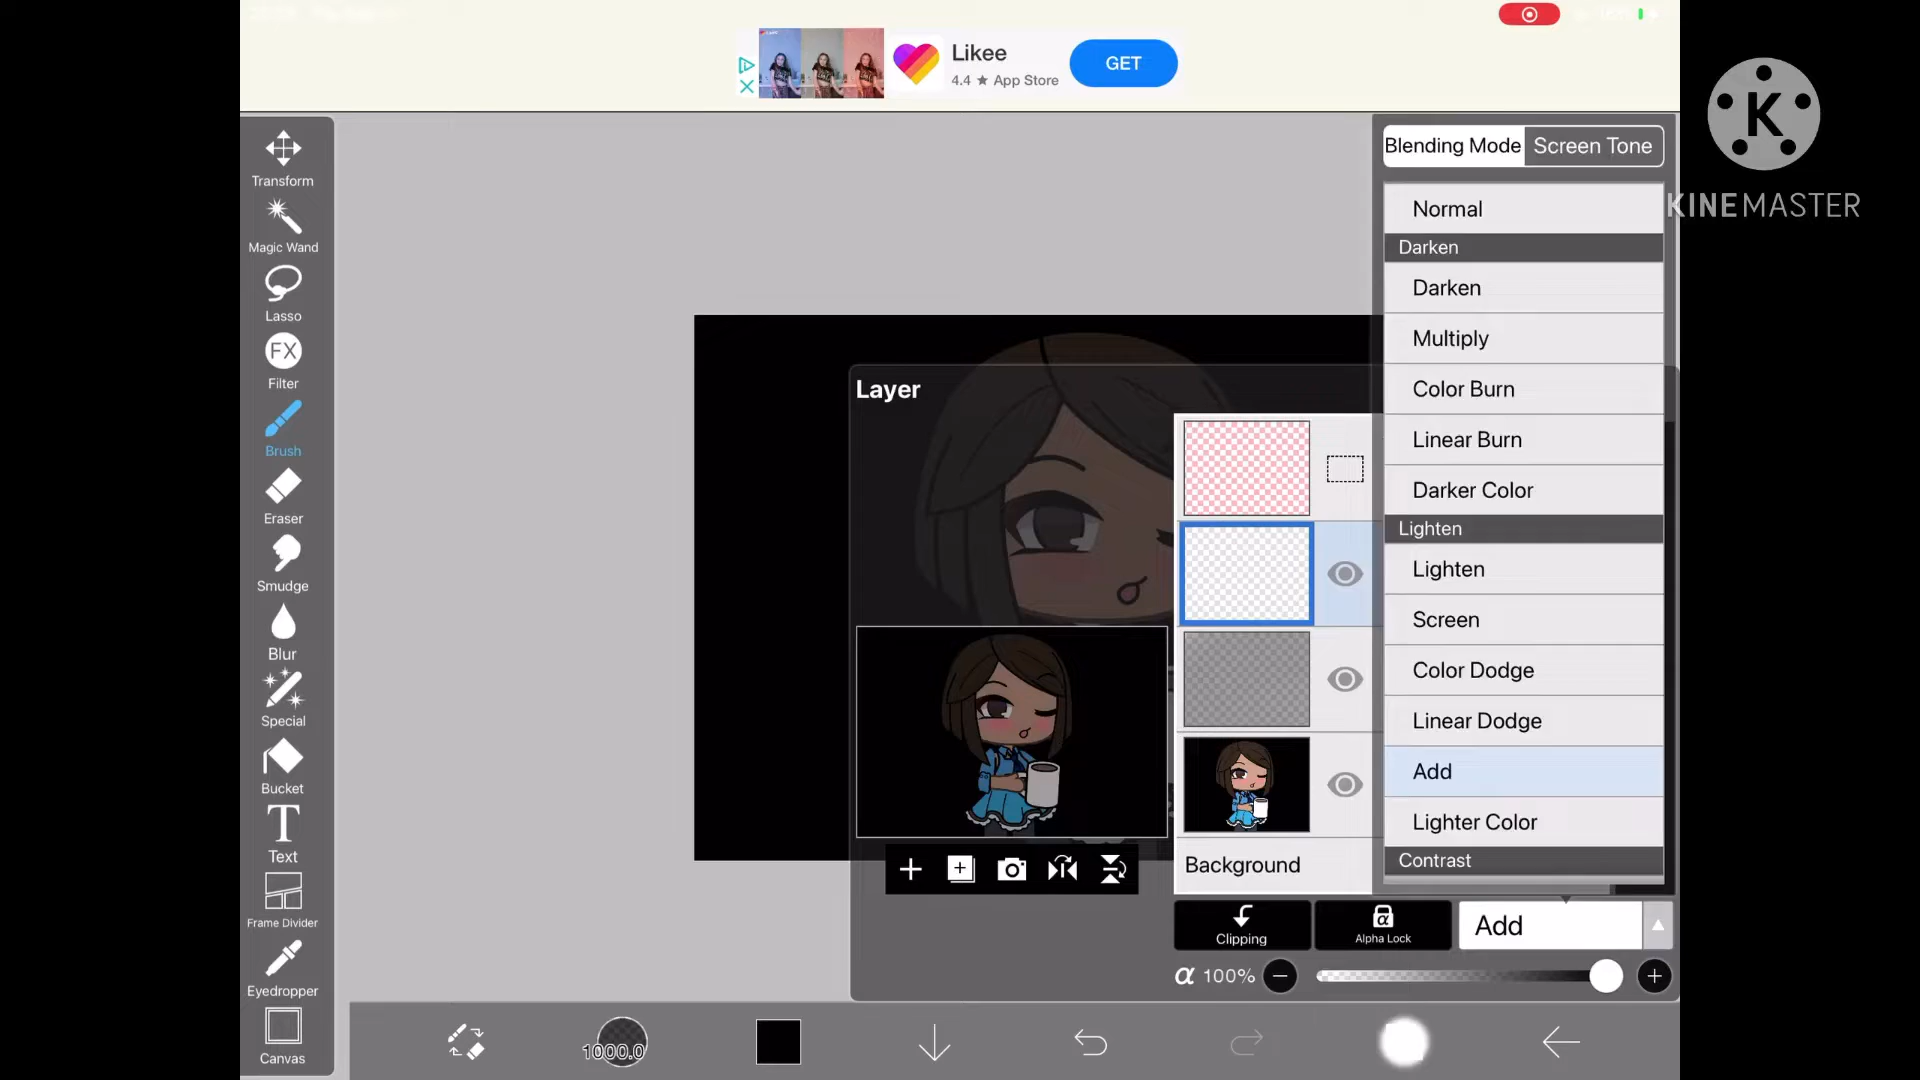 Likee
4.4 ★ App Store
GET
K
KINEMASTER
Transform
Magic Wand
Lasso
FX
Filter
Brush
Eraser
Smudge
Blur
Special
Bucket
T
Text
Frame Divider
Eyedropper
Canvas
Layer
Background
Clipping
α
Alpha Lock
Add
α 100%
Blending Mode
Screen Tone
Normal
Darken
Darken
Multiply
Color Burn
Linear Burn
Darker Color
Lighten
Lighten
Screen
Color Dodge
Linear Dodge
Add
Lighter Color
Contrast
1000.0